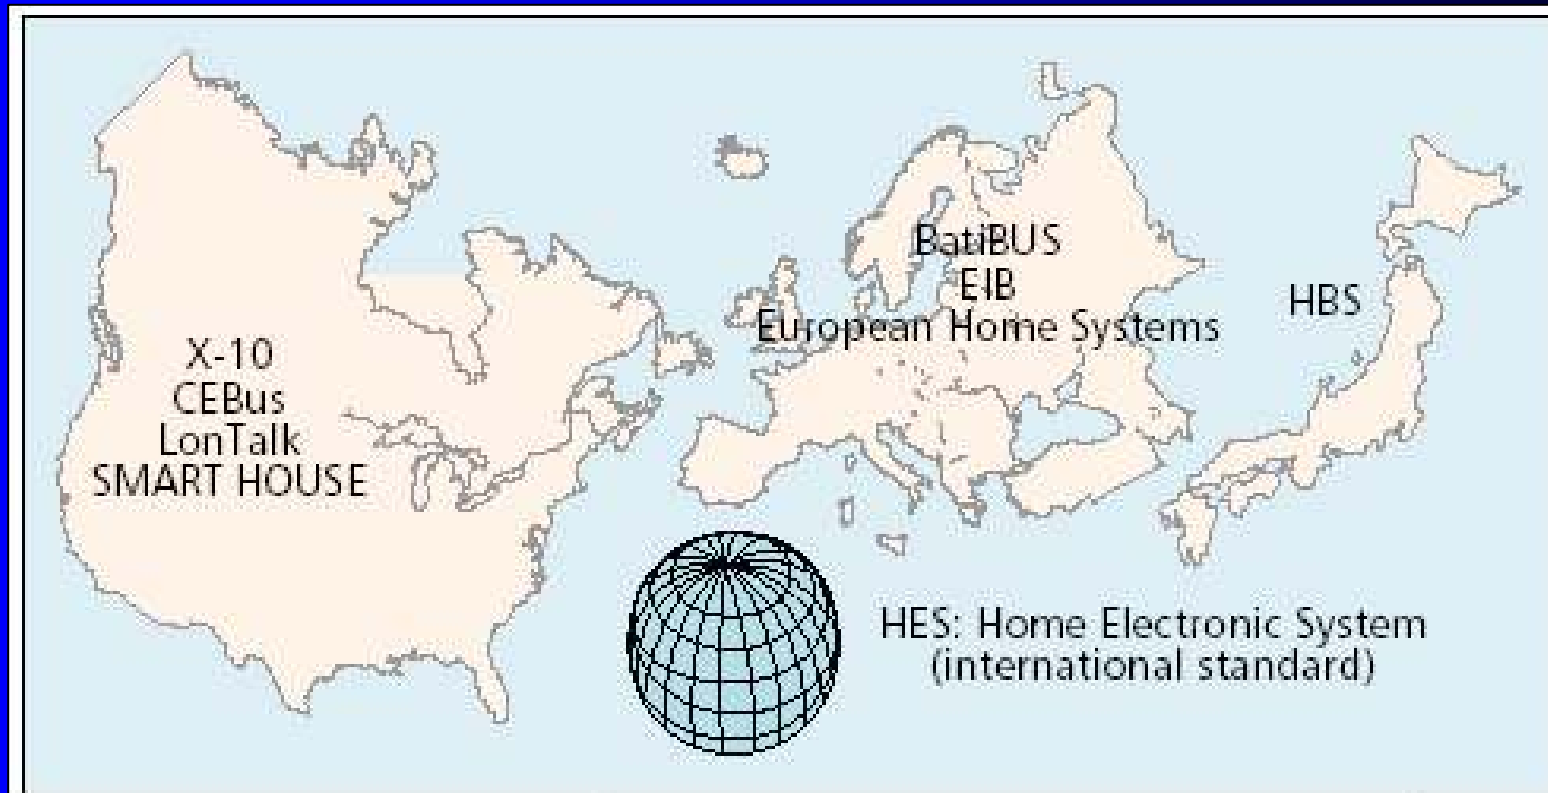 X-10
CEBus
LonTalk
SMART HOUSE
BatiBUS
EIB
European Home Systems
HBS
HES: Home Electronic System
(international standard)